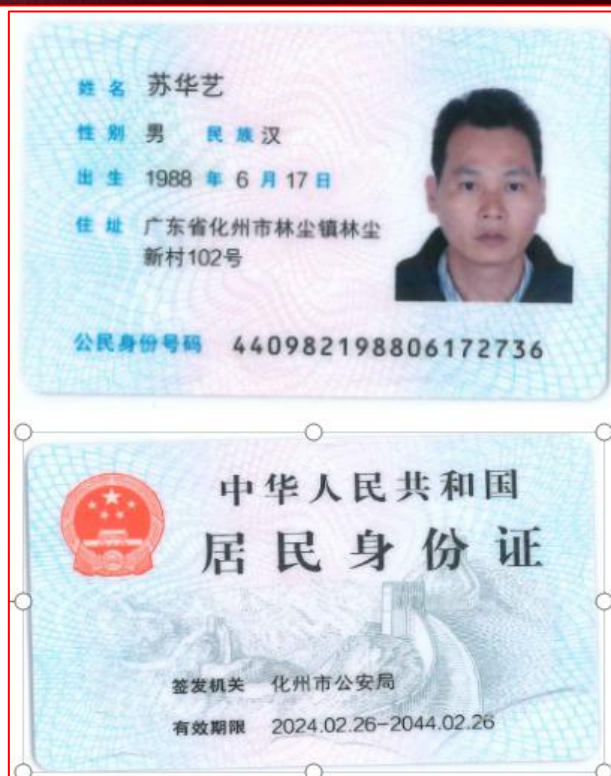 姓名 苏华艺
性别 男 民族 汉
出生 1988 年 6 月 17 日
住址 广东省化州市林尘镇林尘
新村102号
公民身份号码 440982198806172736
中华人民共和国
居民身份证
签发机关 化州市公安局
有效期限 2024.02.26-2044.02.26